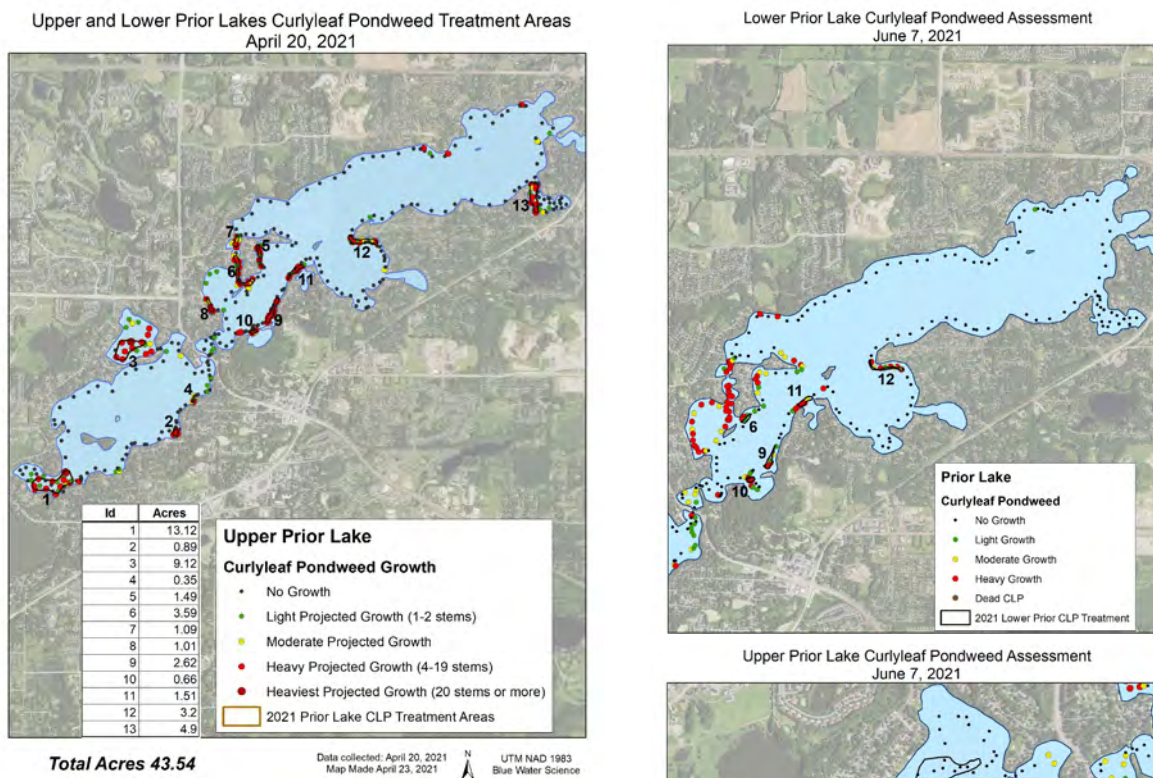 Upper and Lower Prior Lakes Curlyleaf Pondweed Treatment Areas
April 20, 2021
7
5
6
8
13
12
11
10
9
3
4
2
1
Id Acres
1 13.12
2 0.89
3 9.12
4 0.35
5 1.49
6 3.59
7 1.09
8 1.01
9 2.62
10 0.66
11 1.51
12 3.2
13 4.9
Upper Prior Lake
Curlyleaf Pondweed Growth
No Growth
Light Projected Growth (1-2 stems)
Moderate Projected Growth
Heavy Projected Growth (4-19 stems)
Heaviest Projected Growth (20 stems or more)
2021 Prior Lake CLP Treatment Areas
Total Acres 43.54
Data collected: April 20, 2021
Map Made April 23, 2021
N
UTM NAD 1983
Blue Water Science
Lower Prior Lake Curlyleaf Pondweed Assessment
June 7, 2021
12
11
6
9
10
Prior Lake
Curlyleaf Pondweed
No Growth
Light Growth
Moderate Growth
Heavy Growth
Dead CLP
2021 Lower Prior CLP Treatment
Upper Prior Lake Curlyleaf Pondweed Assessment
June 7, 2021